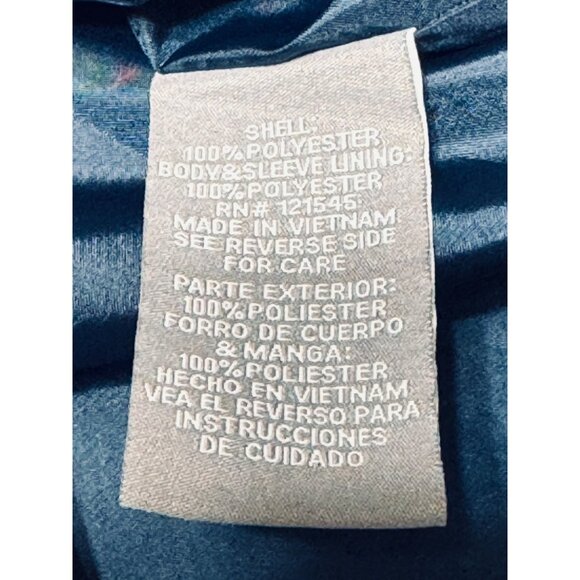 SHELL:
100% POLYESTER
BODY&SLEEVE LINING:
100% POLYESTER
RN# 121545
MADE IN VIETNAM
SEE REVERSE SIDE
FOR CARE
PARTE EXTERIOR:
100% POLIESTER
FORRO DE CUERPO
& MANGA:
100% POLIESTER
HECHO EN VIETNAM
VEA EL REVERSO PARA
INSTRUCCIONES
DE CUIDADO